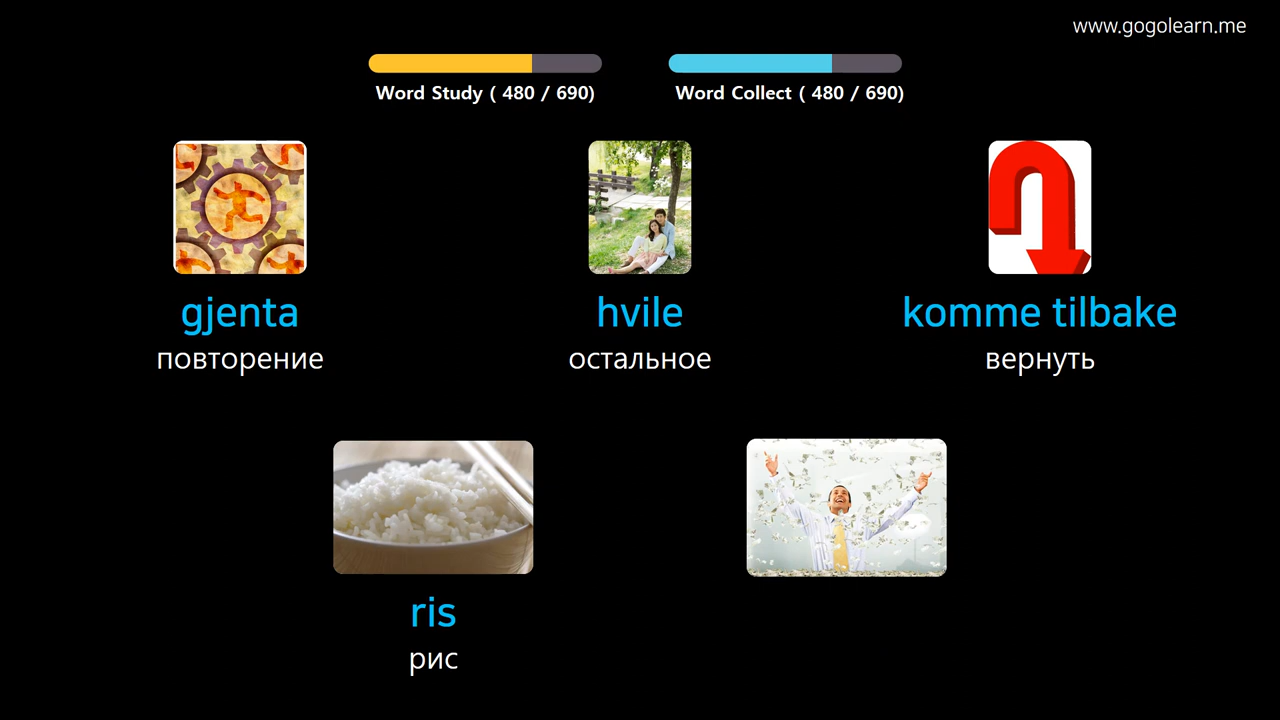 www.gogolearn.me
Word Study ( 480 / 690)
Word Collect ( 480 / 690)
gjenta
повторение
hvile
остальное
komme tilbake
вернуть
ris
рис